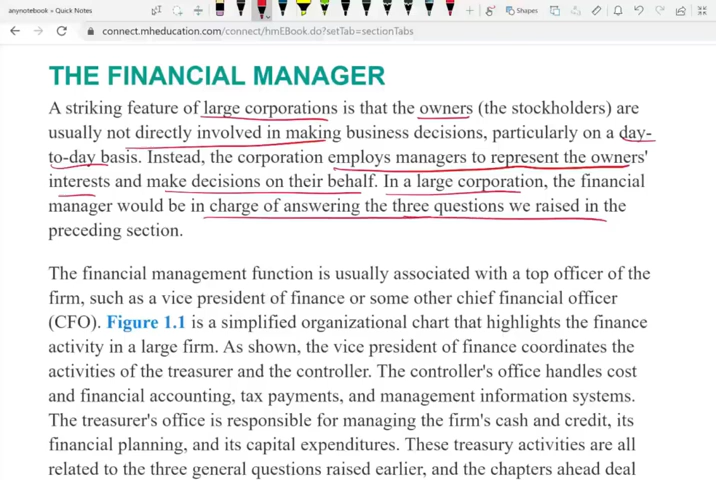 anynotebook » Quick Notes
Shapes
connect.mheducation.com/connect/hmEBook.do?setTab=sectionTabs
THE FINANCIAL MANAGER
A striking feature of large corporations is that the owners (the stockholders) are
usually not directly involved in making business decisions, particularly on a day-
to-day basis. Instead, the corporation employs managers to represent the owners'
interests and make decisions on their behalf. In a large corporation, the financial
manager would be in charge of answering the three questions we raised in the
preceding section.
The financial management function is usually associated with a top officer of the
firm, such as a vice president of finance or some other chief financial officer
(CFO). Figure 1.1 is a simplified organizational chart that highlights the finance
activity in a large firm. As shown, the vice president of finance coordinates the
activities of the treasurer and the controller. The controller's office handles cost
and financial accounting, tax payments, and management information systems.
The treasurer's office is responsible for managing the firm's cash and credit, its
financial planning, and its capital expenditures. These treasury activities are all
related to the three general questions raised earlier, and the chapters ahead deal